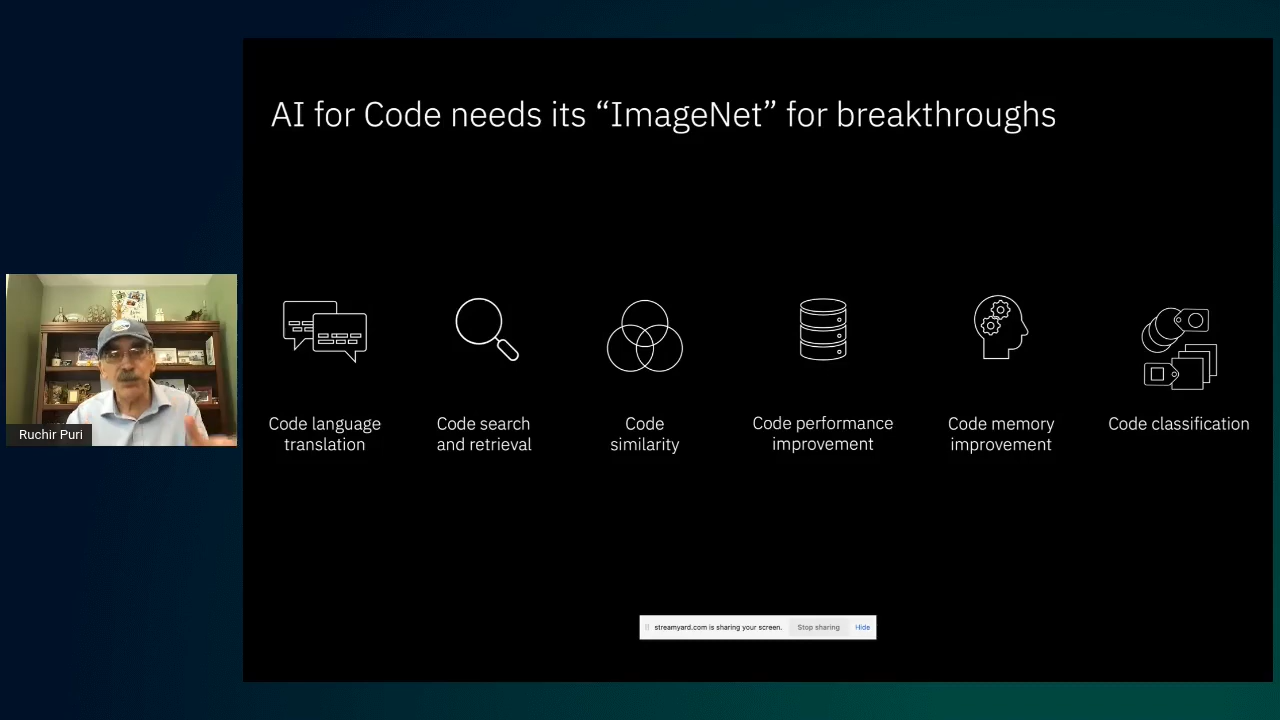 AI for Code needs its “ImageNet” for breakthroughs
Code language
translation
Code search
and retrieval
Code
similarity
Code performance
improvement
Code memory
improvement
Code classification
Ruchir Puri
streamyard.com is sharing your screen. Stop sharing Hide